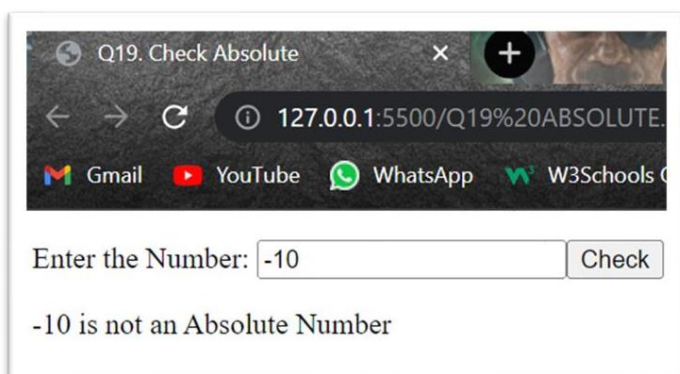 Q19. Check Absolute
127.0.0.1:5500/Q19%20ABSOLUTE.
Gmail YouTube WhatsApp W3Schools
Enter the Number: -10 Check
-10 is not an Absolute Number